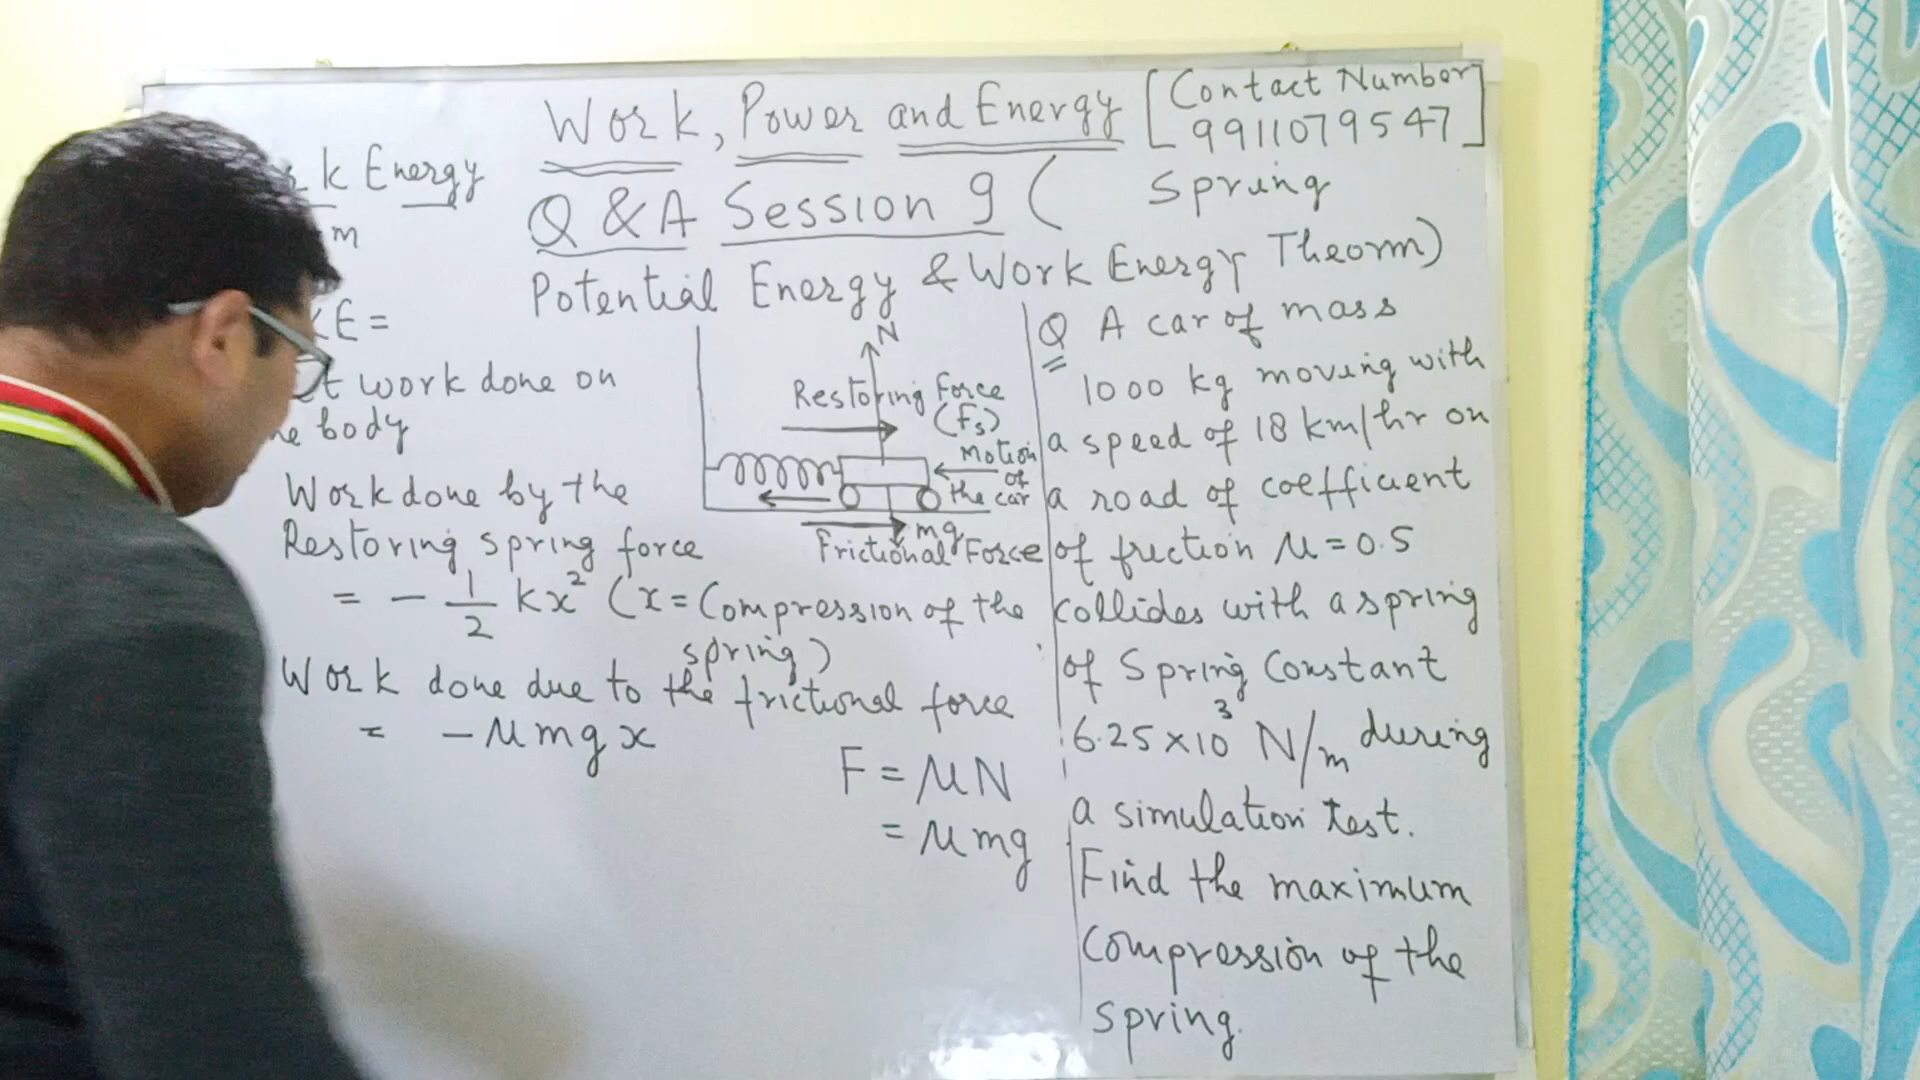 Work, Power and Energy
[Contact Number
9911079547]
Q & A Session 9 ( Spring
Potential Energy & Work Energy Theorm)
k Energy
m
KE =
t work done on
he body
Work done by the
Restoring spring force
= - 1/2 kx² (x = Compression of the
spring)
Work done due to the frictional force
= - μmgx
F = μN
= μmg
N
Restoring Force
(Fs)
Motion
of
the car
mg
Frictional Force
Q A car of mass
1000 kg moving with
a speed of 18 km/hr on
a road of coefficient
of friction μ = 0.5
collides with a spring
of Spring Constant
6.25 × 10³ N/m during
a simulation test.
Find the maximum
compression of the
spring.